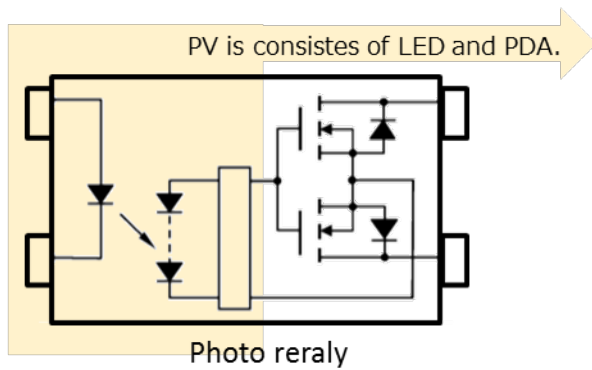 PV is consistes of LED and PDA.
Photo reraly